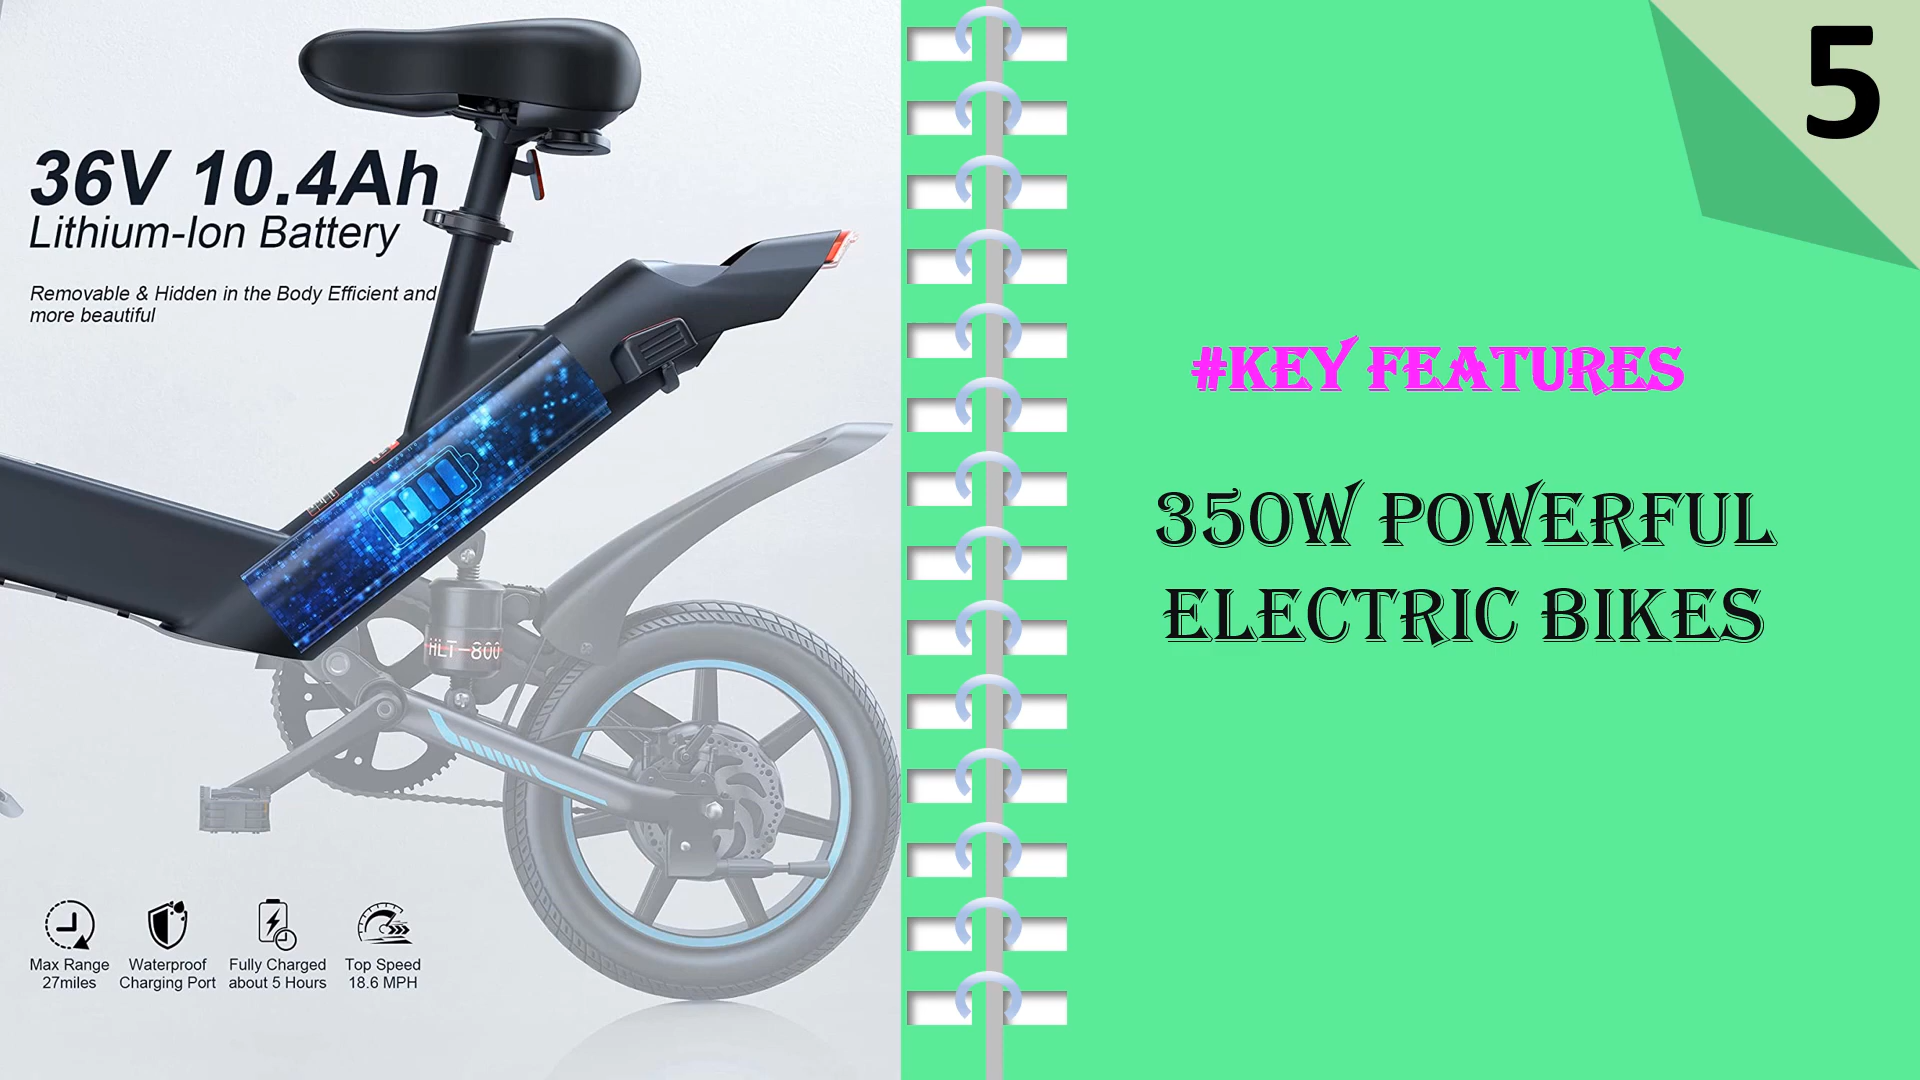 36V 10.4Ah
Lithium-Ion Battery
Removable & Hidden in the Body Efficient and
more beautiful
HLT-800
Max Range
27miles
Waterproof
Charging Port
Fully Charged
about 5 Hours
Top Speed
18.6 MPH
5
#KEY FEATURES
350W POWERFUL
ELECTRIC BIKES